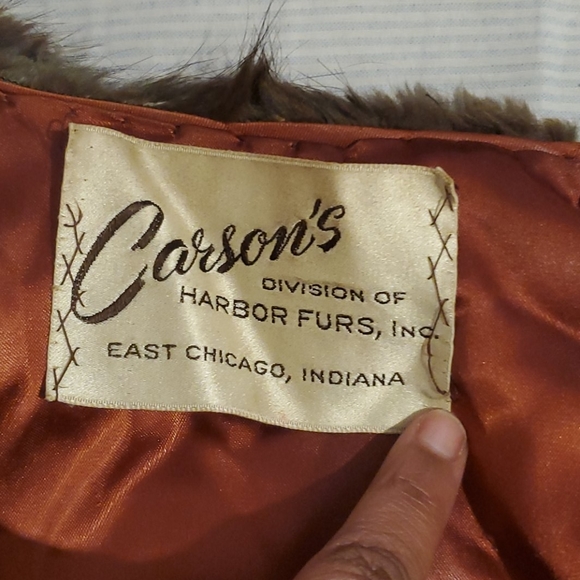 Carson's
DIVISION OF
HARBOR FURS, INC.
EAST CHICAGO, INDIANA